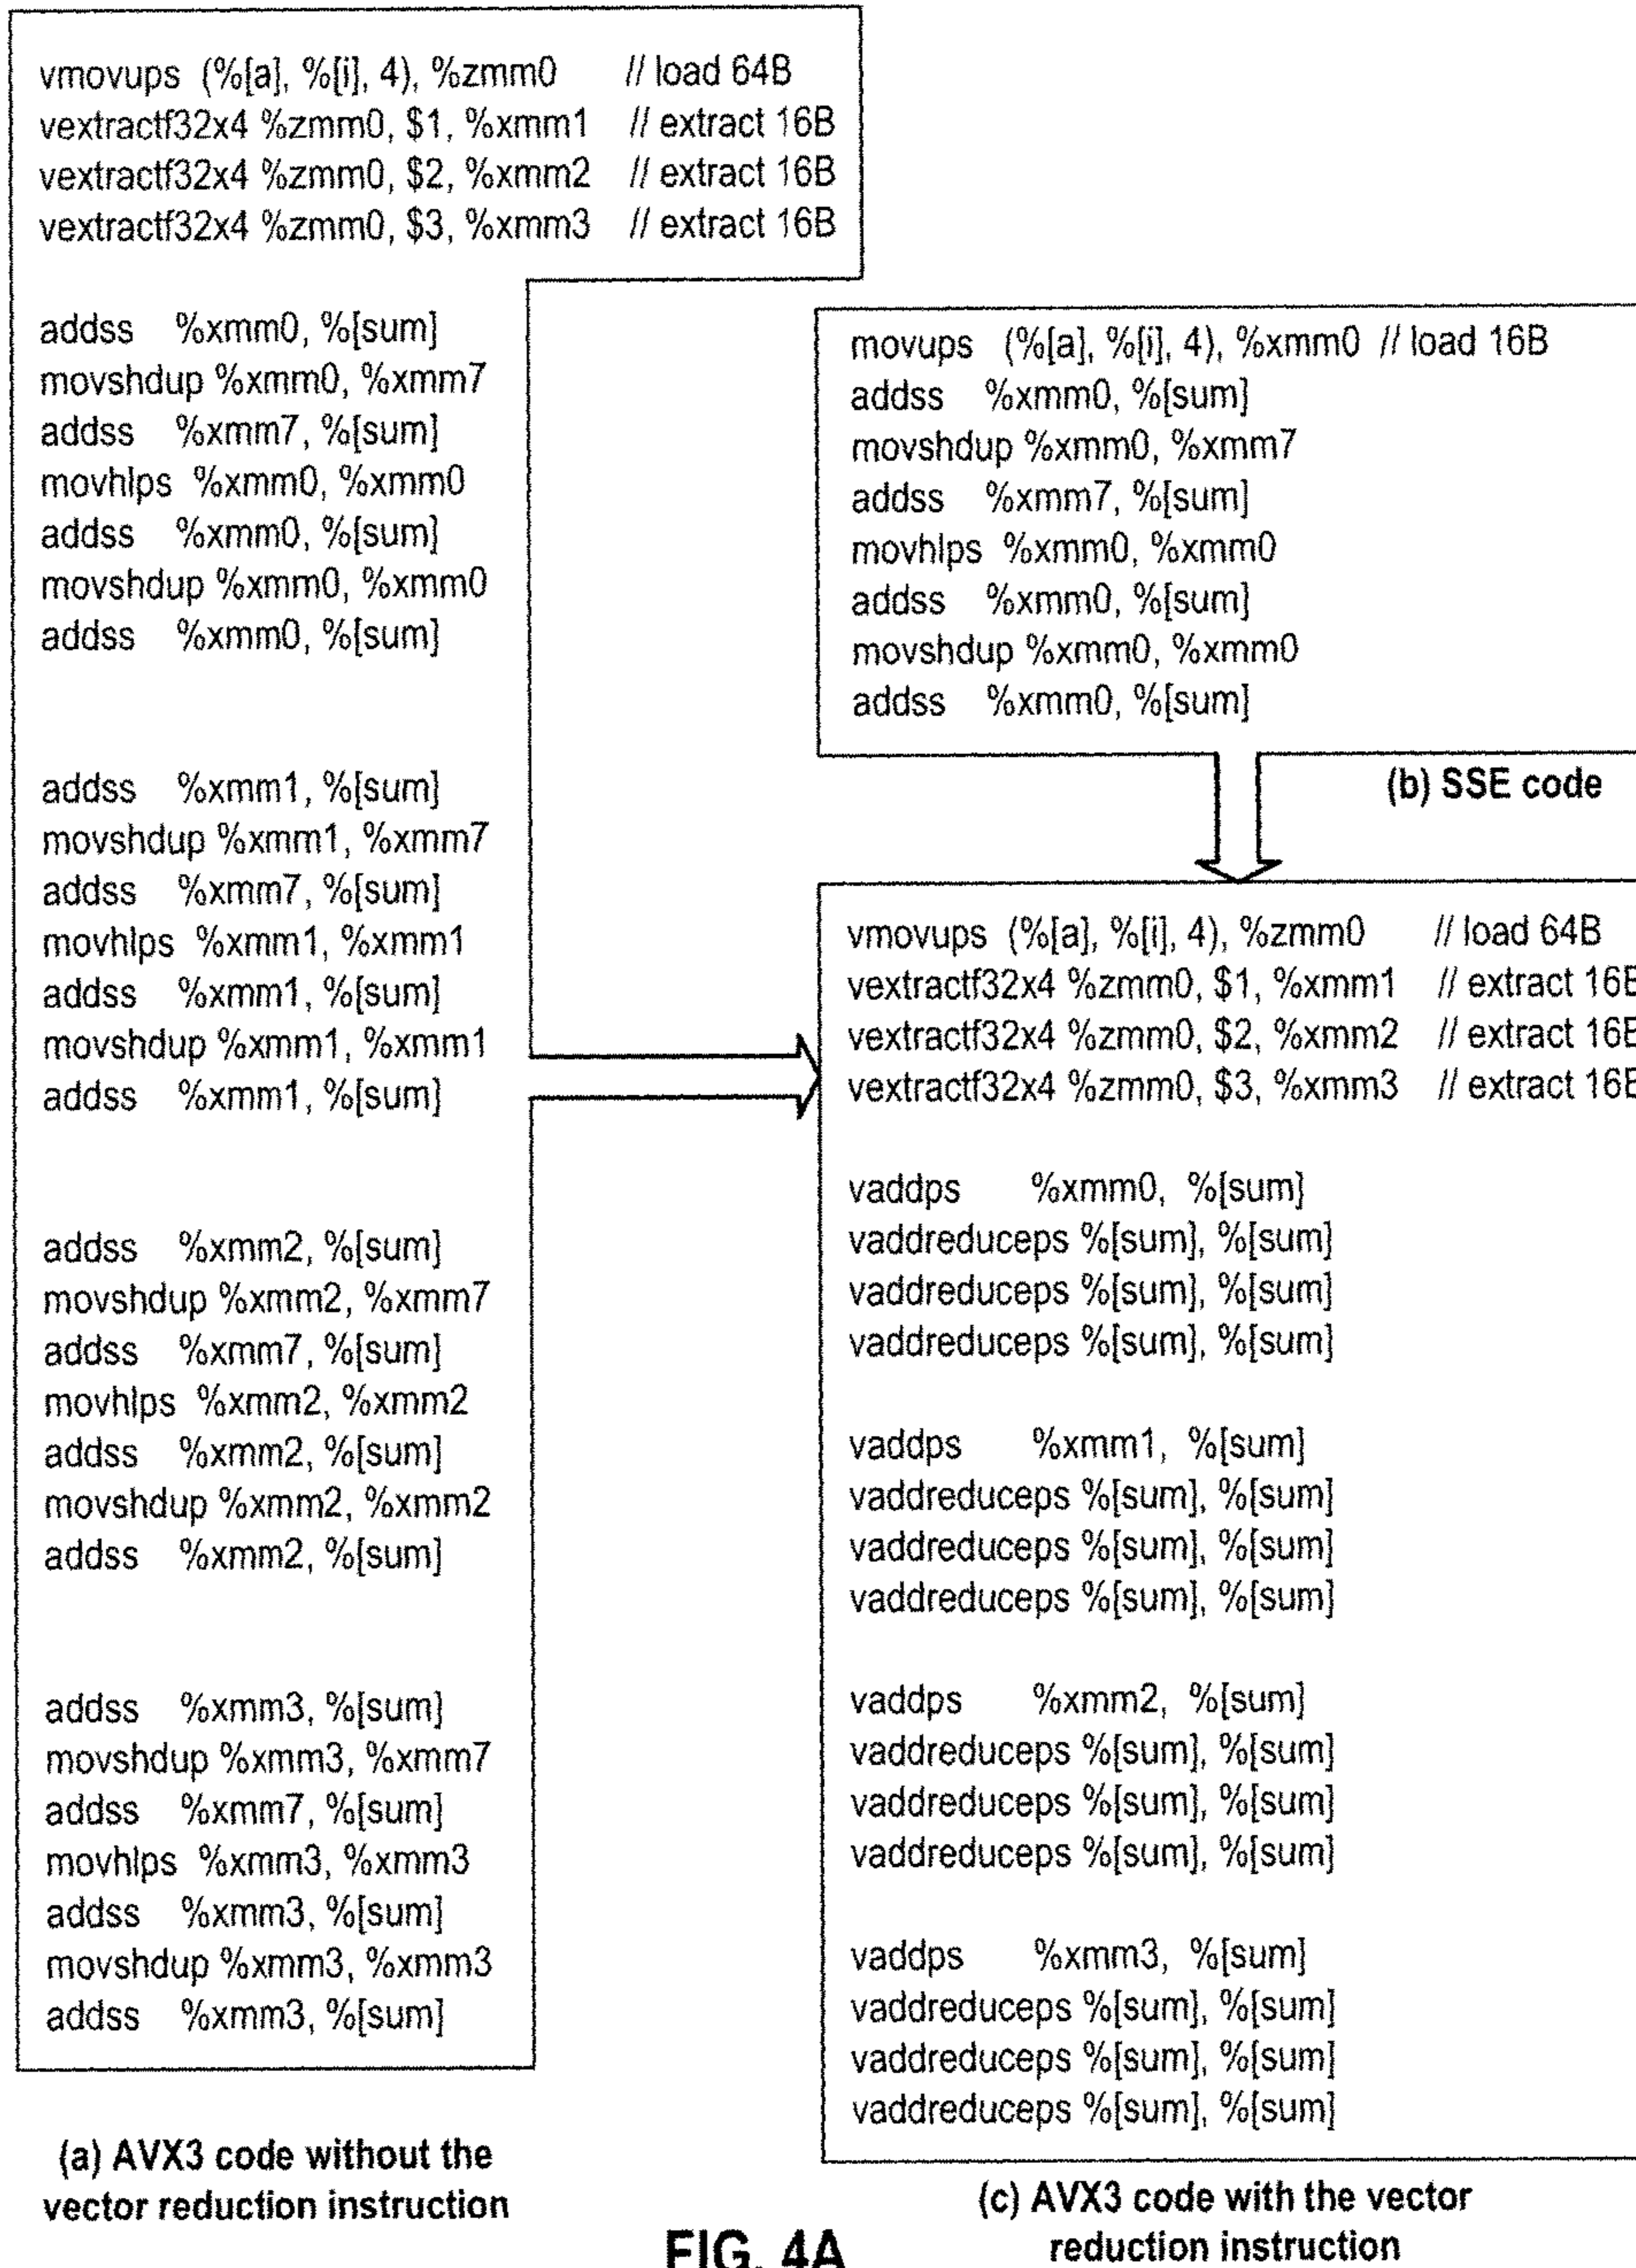 vmovups (%[a], %[i], 4), %zmm0 // load 64B
vextractf32x4 %zmm0, $1, %xmm1 // extract 16B
vextractf32x4 %zmm0, $2, %xmm2 // extract 16B
vextractf32x4 %zmm0, $3, %xmm3 // extract 16B
addss %xmm0, %[sum]
movshdup %xmm0, %xmm7
addss %xmm7, %[sum]
movhlps %xmm0, %xmm0
addss %xmm0, %[sum]
movshdup %xmm0, %xmm0
addss %xmm0, %[sum]
addss %xmm1, %[sum]
movshdup %xmm1, %xmm7
addss %xmm7, %[sum]
movhlps %xmm1, %xmm1
addss %xmm1, %[sum]
movshdup %xmm1, %xmm1
addss %xmm1, %[sum]
addss %xmm2, %[sum]
movshdup %xmm2, %xmm7
addss %xmm7, %[sum]
movhlps %xmm2, %xmm2
addss %xmm2, %[sum]
movshdup %xmm2, %xmm2
addss %xmm2, %[sum]
addss %xmm3, %[sum]
movshdup %xmm3, %xmm7
addss %xmm7, %[sum]
movhlps %xmm3, %xmm3
addss %xmm3, %[sum]
movshdup %xmm3, %xmm3
addss %xmm3, %[sum]
(a) AVX3 code without the
vector reduction instruction
movups (%[a], %[i], 4), %xmm0 // load 16B
addss %xmm0, %[sum]
movshdup %xmm0, %xmm7
addss %xmm7, %[sum]
movhlps %xmm0, %xmm0
addss %xmm0, %[sum]
movshdup %xmm0, %xmm0
addss %xmm0, %[sum]
(b) SSE code
vmovups (%[a], %[i], 4), %zmm0 // load 64B
vextractf32x4 %zmm0, $1, %xmm1 // extract 16B
vextractf32x4 %zmm0, $2, %xmm2 // extract 16B
vextractf32x4 %zmm0, $3, %xmm3 // extract 16B
vaddps %xmm0, %[sum]
vaddreduceps %[sum], %[sum]
vaddreduceps %[sum], %[sum]
vaddreduceps %[sum], %[sum]
vaddps %xmm1, %[sum]
vaddreduceps %[sum], %[sum]
vaddreduceps %[sum], %[sum]
vaddreduceps %[sum], %[sum]
vaddps %xmm2, %[sum]
vaddreduceps %[sum], %[sum]
vaddreduceps %[sum], %[sum]
vaddreduceps %[sum], %[sum]
vaddps %xmm3, %[sum]
vaddreduceps %[sum], %[sum]
vaddreduceps %[sum], %[sum]
vaddreduceps %[sum], %[sum]
(c) AVX3 code with the vector
reduction instruction
FIG. 4A